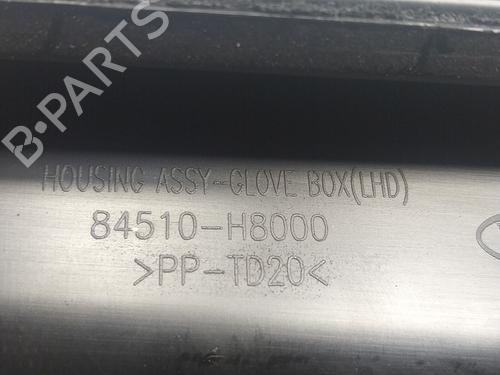 B-PARTS
HOUSING ASSY-GLOVE BOX(LHD)
84510-H8000
>PP-TD20<